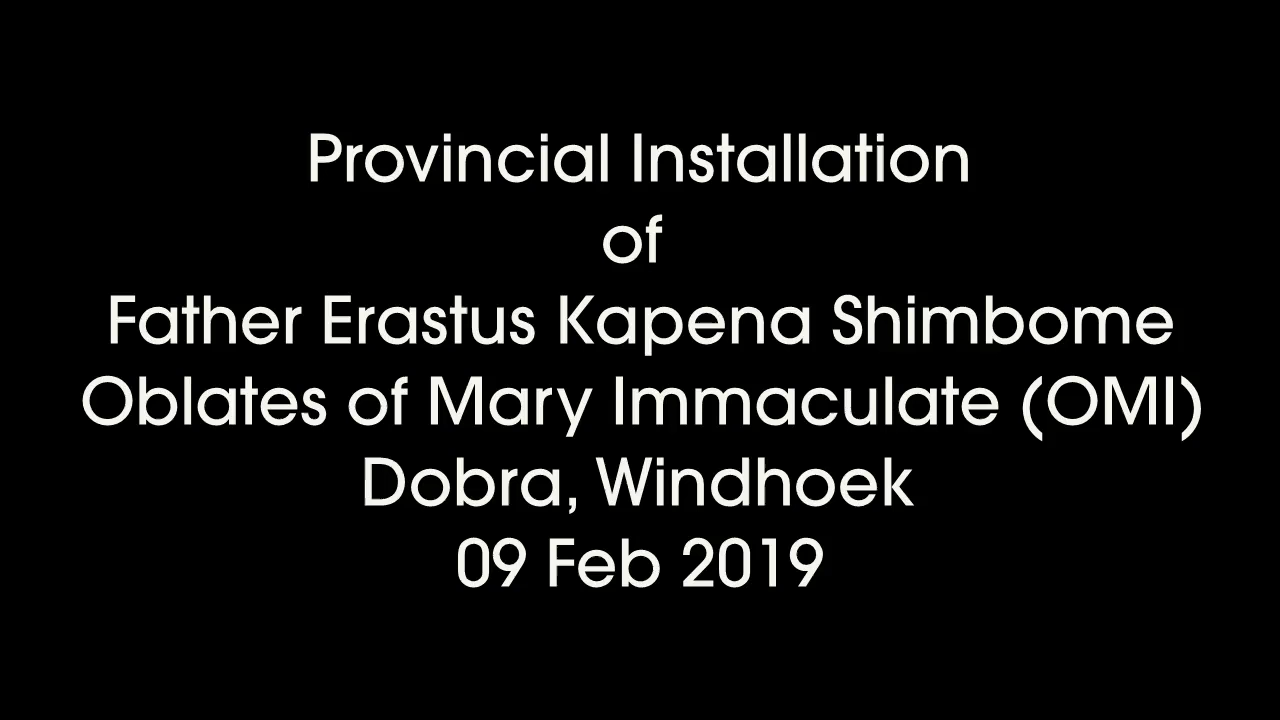 Provincial Installation
of
Father Erastus Kapena Shimbome
Oblates of Mary Immaculate (OMI)
Dobra, Windhoek
09 Feb 2019